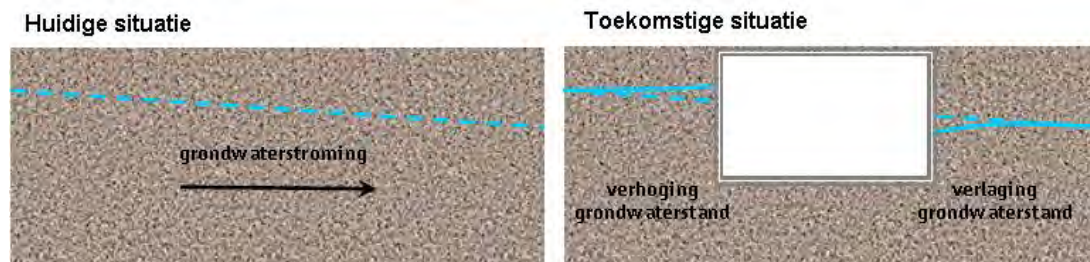 Huidige situatie
grondwaterstroming
Toekomstige situatie
verhoging
grondwaterstand
verlaging
grondwaterstand